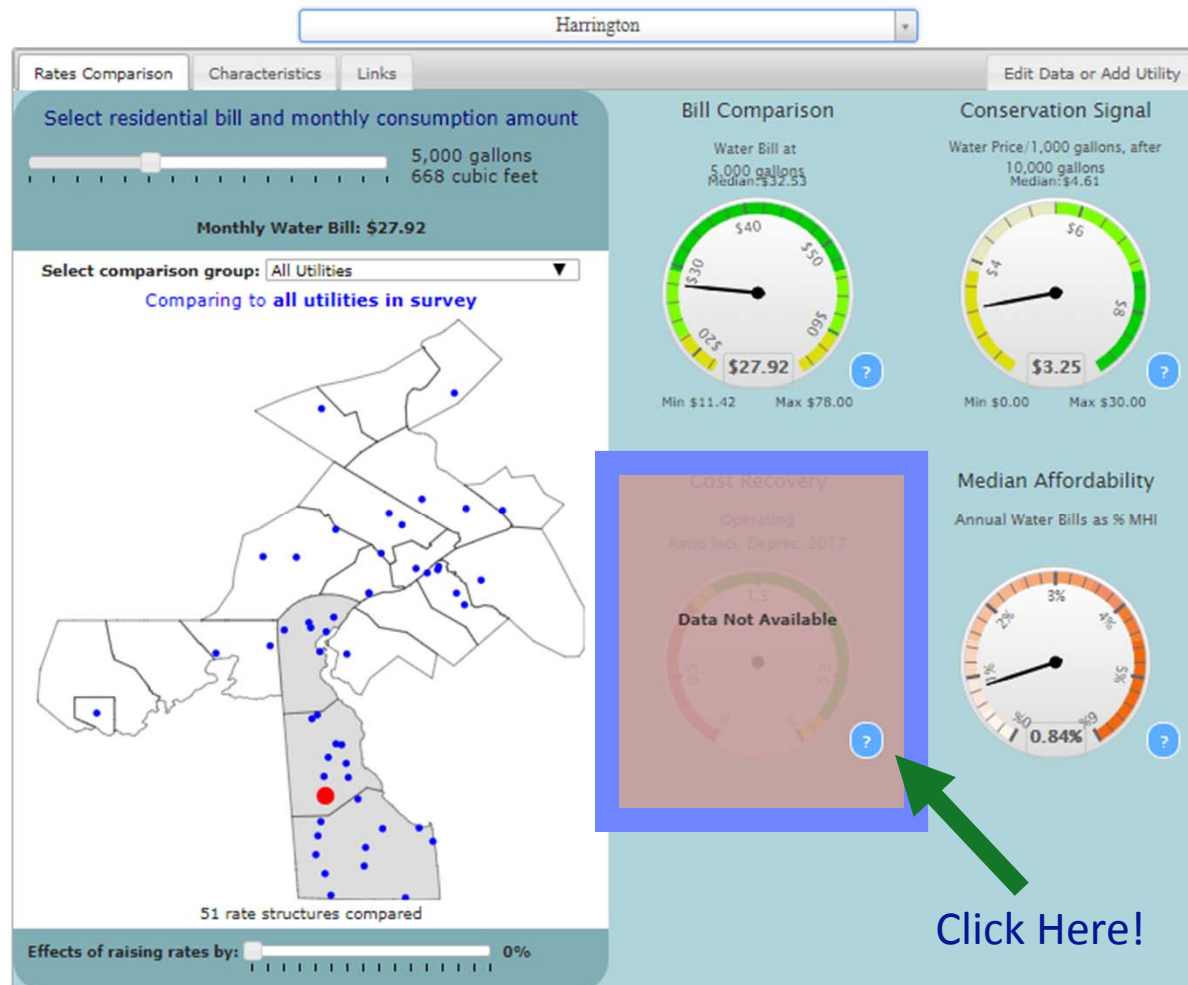 Harrington
Rates Comparison
Characteristics
Links
Edit Data or Add Utility
Select residential bill and monthly consumption amount
5,000 gallons
668 cubic feet
Monthly Water Bill: $27.92
Select comparison group: All Utilities ▼
Comparing to all utilities in survey
51 rate structures compared
Effects of raising rates by: 0%
Bill Comparison
Water Bill at
5,000 gallons
Median:$32.53
$20
$30
$40
$50
$60
$27.92
?
Min $11.42 Max $78.00
Conservation Signal
Water Price/1,000 gallons, after
10,000 gallons
Median:$4.61
$4
$6
$8
$3.25
?
Min $0.00 Max $30.00
Cost Recovery
Operating
Ratio Incl. Deprec. 2017
0
0.5
1.5
Data Not Available
?
Median Affordability
Annual Water Bills as % MHI
0%
1%
2%
3%
4%
5%
6%
0.84%
?
Click Here!